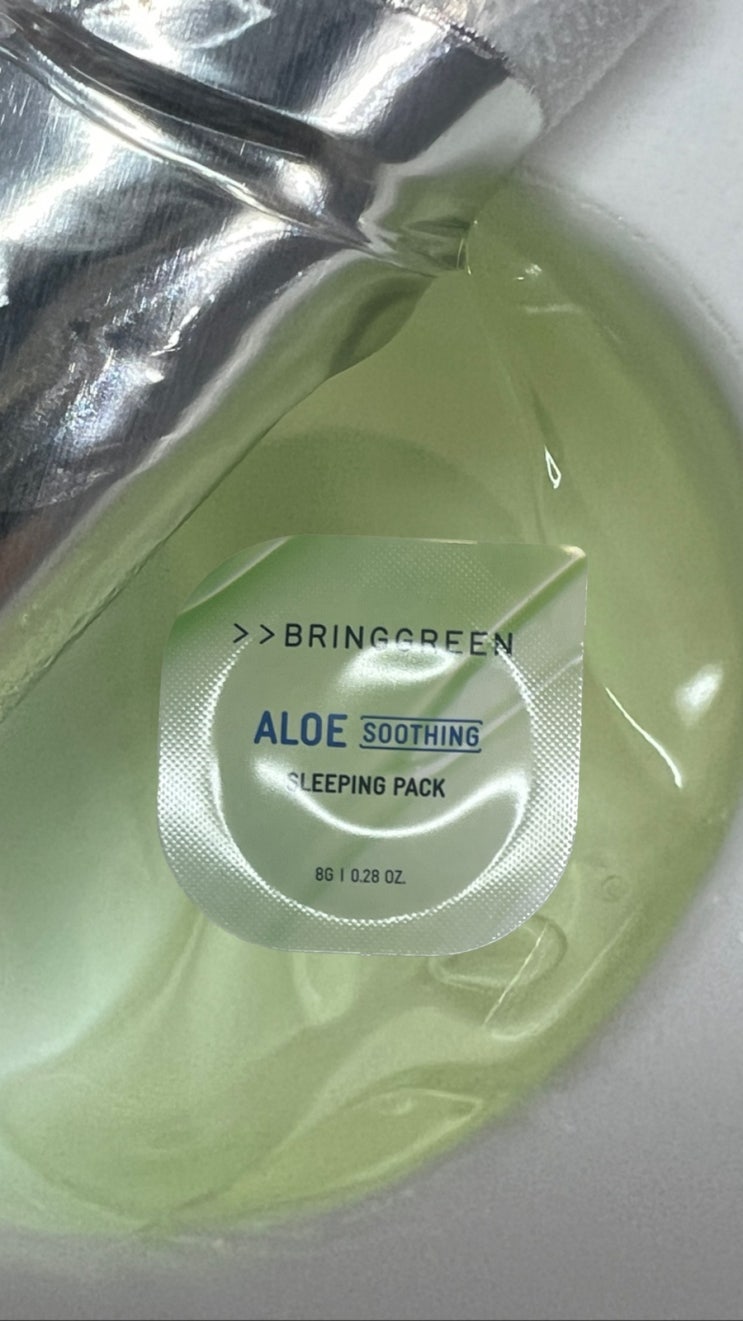 >>BRINGGREEN
ALOE SOOTHING
SLEEPING PACK
8G | 0.28 OZ.